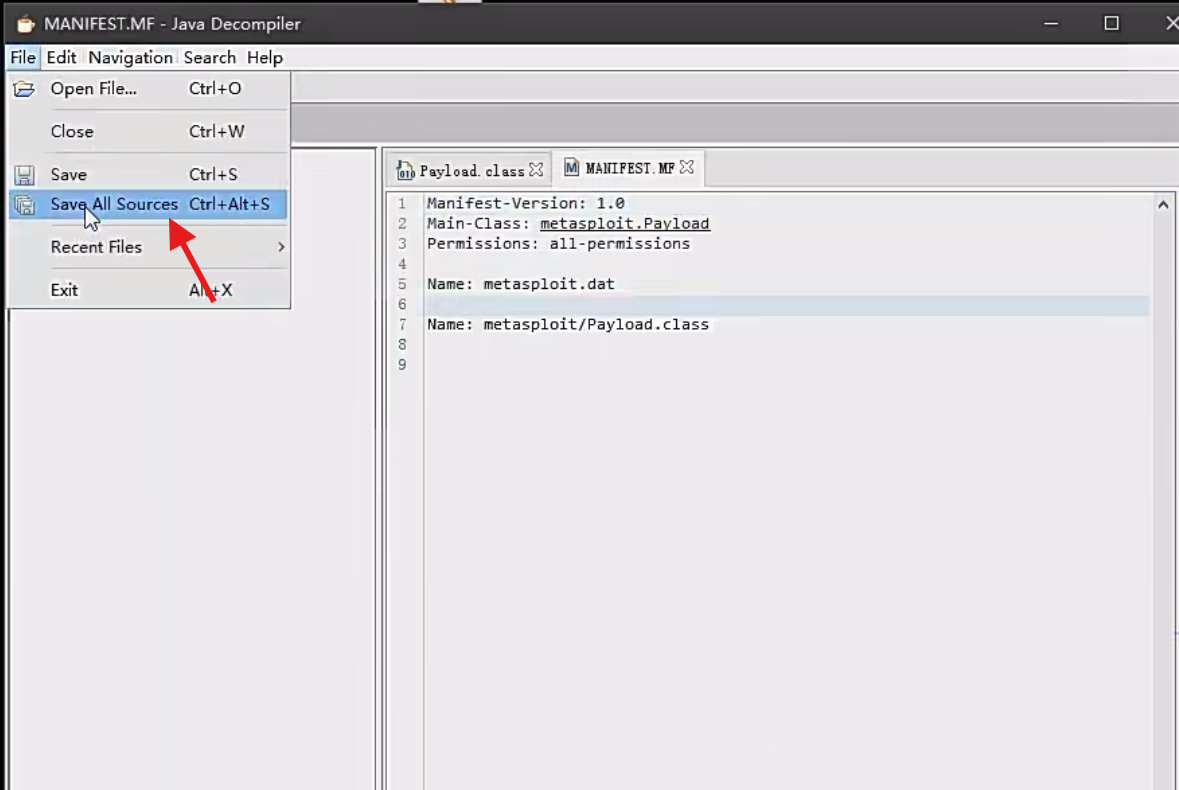 MANIFEST.MF - Java Decompiler
File Edit Navigation Search Help
Open File... Ctrl+O
Close Ctrl+W
Save Ctrl+S
Save All Sources Ctrl+Alt+S
Recent Files
Exit Alt+X
Payload.class MANIFEST.MF
1 Manifest-Version: 1.0
2 Main-Class: metasploit.Payload
3 Permissions: all-permissions
4
5 Name: metasploit.dat
6
7 Name: metasploit/Payload.class
8
9